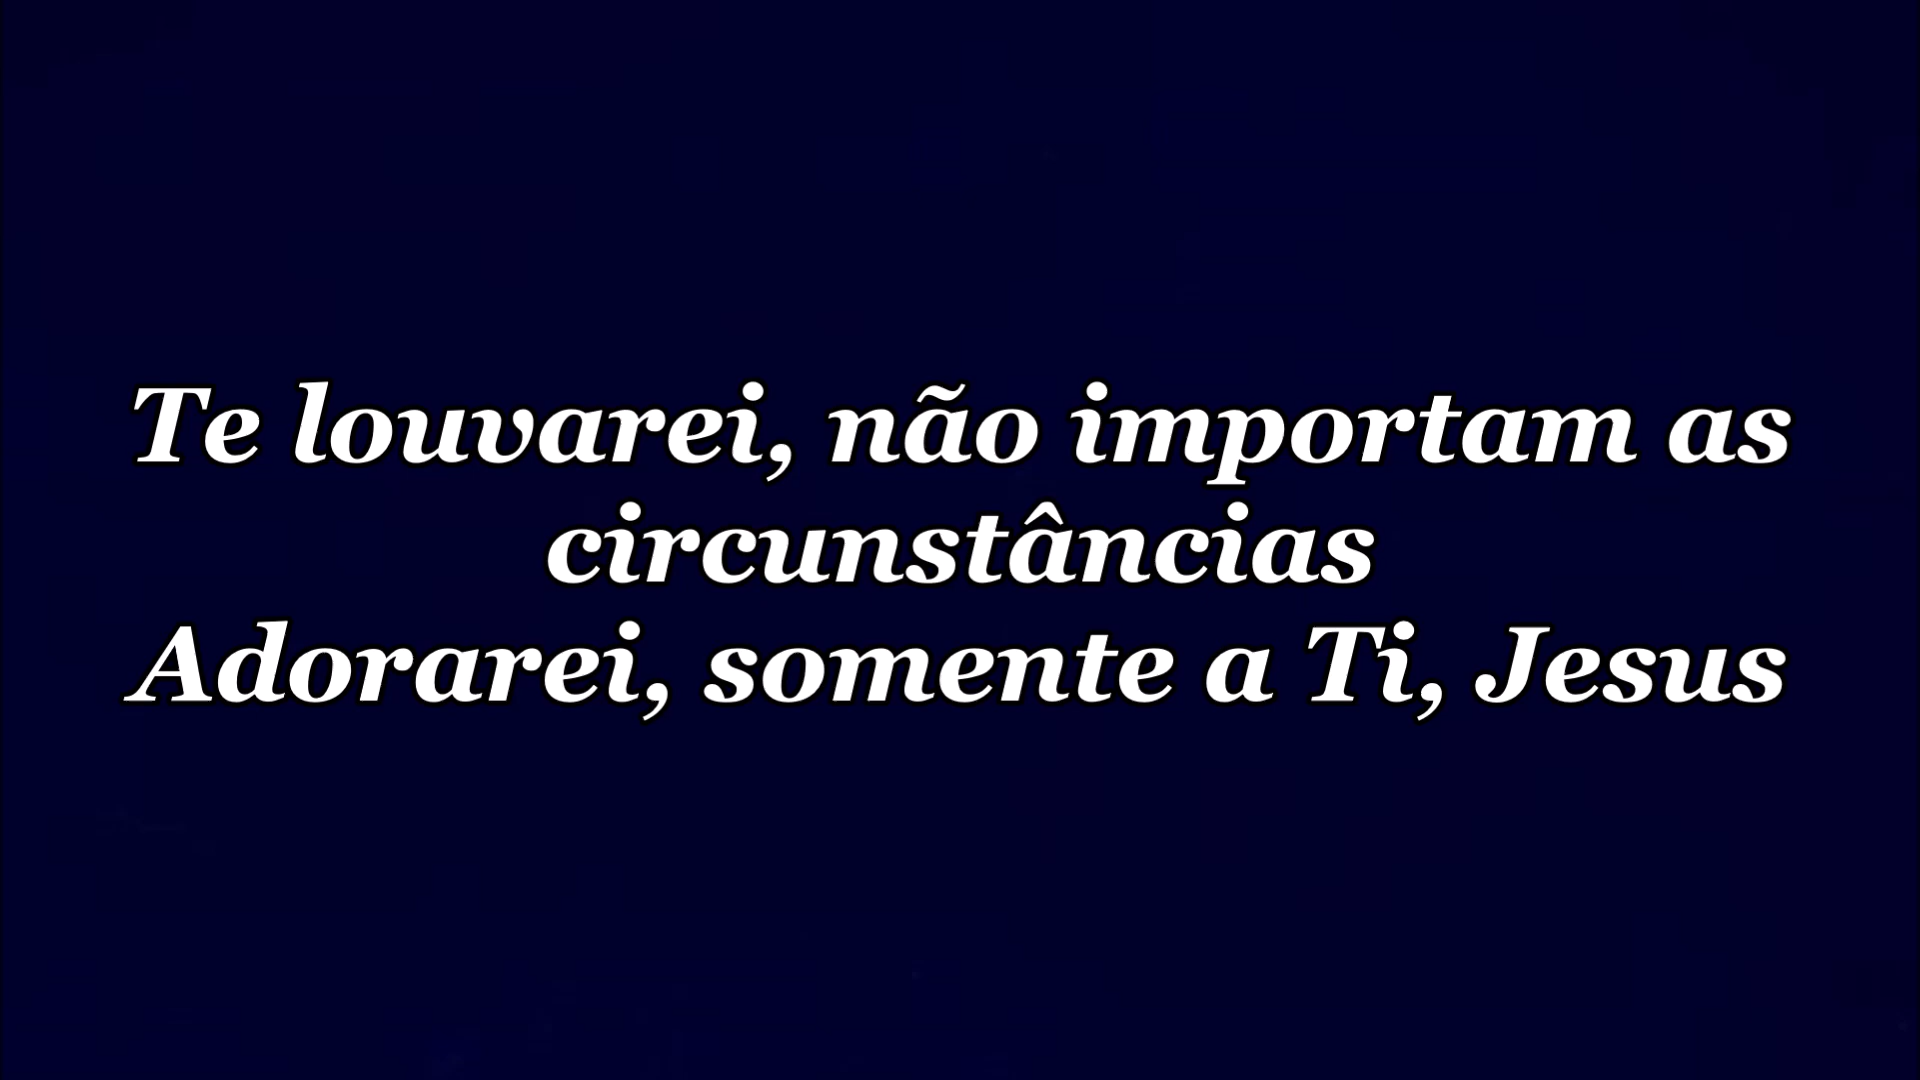 Te louvarei, não importam as
circunstâncias
Adorarei, somente a Ti, Jesus